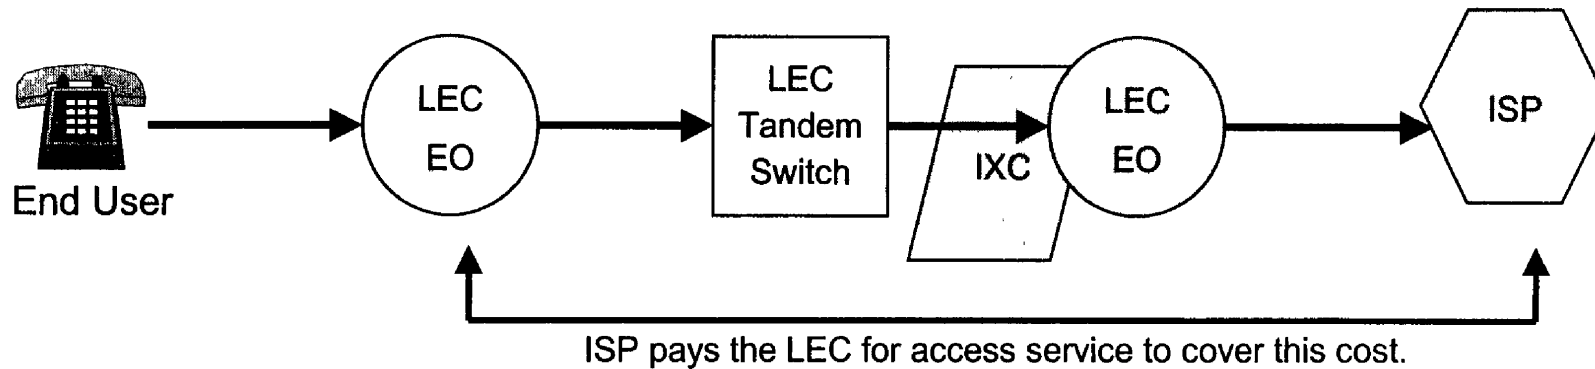 End User
LEC
EO
LEC
Tandem
Switch
IXC
LEC
EO
ISP
ISP pays the LEC for access service to cover this cost.